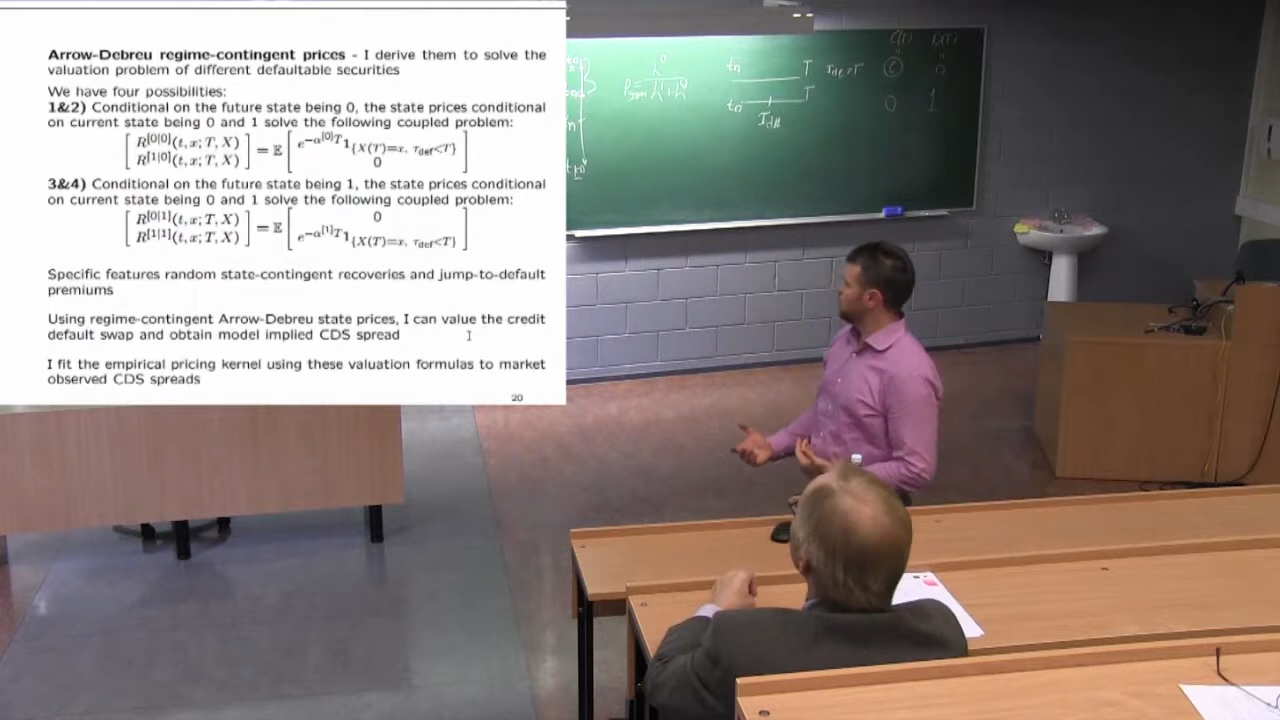 Arrow-Debreu regime-contingent prices - I derive them to solve the
valuation problem of different defaultable securities
We have four possibilities:
1&2) Conditional on the future state being 0, the state prices conditional
on current state being 0 and 1 solve the following coupled problem:
[ R^{[0|0]}(t, x; T, X) ] = 𝔼 [ e^{-α^{[0]}T} 1_{{X(T)=x, τ_def<T}} ]
[ R^{[1|0]}(t, x; T, X) ] [ 0 ]
3&4) Conditional on the future state being 1, the state prices conditional
on current state being 0 and 1 solve the following coupled problem:
[ R^{[0|1]}(t, x; T, X) ] = 𝔼 [ 0 ]
[ R^{[1|1]}(t, x; T, X) ] [ e^{-α^{[1]}T} 1_{{X(T)=x, τ_def<T}} ]
Specific features random state-contingent recoveries and jump-to-default
premiums
Using regime-contingent Arrow-Debreu state prices, I can value the credit
default swap and obtain model implied CDS spread
I fit the empirical pricing kernel using these valuation formulas to market
observed CDS spreads
20
tn T
0 1
tn T